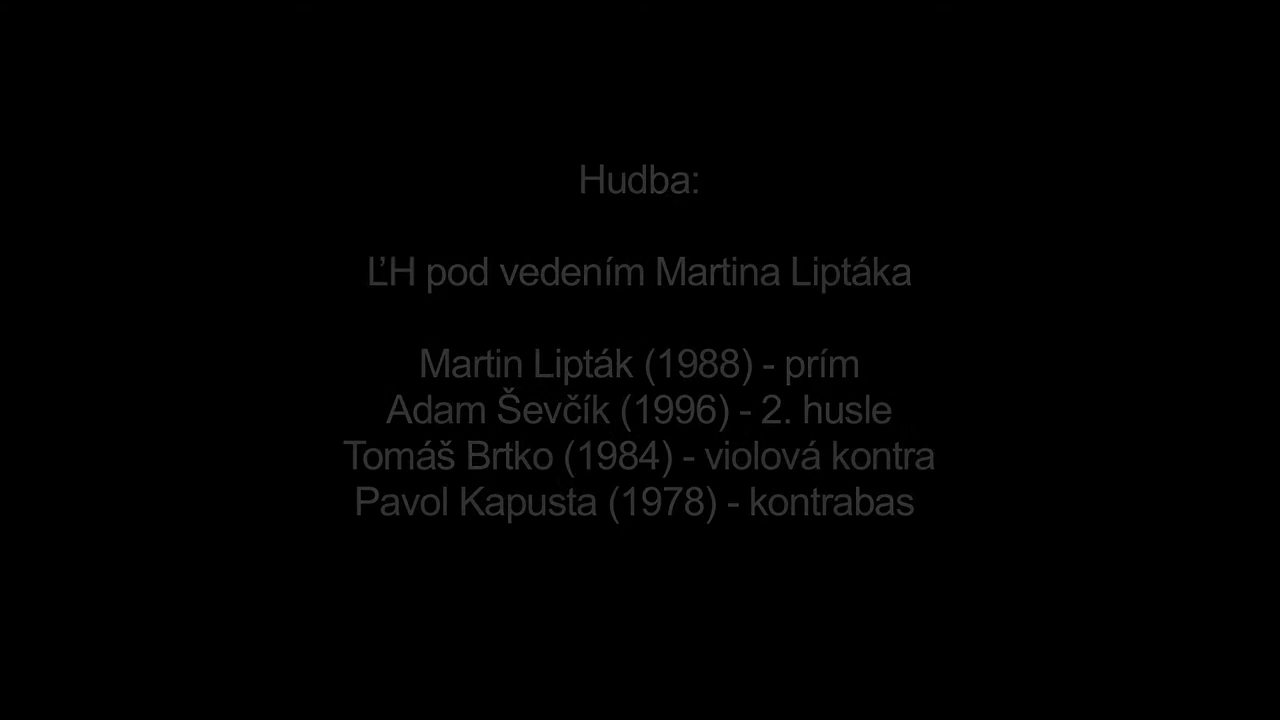 Hudba:
ĽH pod vedením Martina Liptáka
Martin Lipták (1988) - prím
Adam Ševčík (1996) - 2. husle
Tomáš Brtko (1984) - violová kontra
Pavol Kapusta (1978) - kontrabas